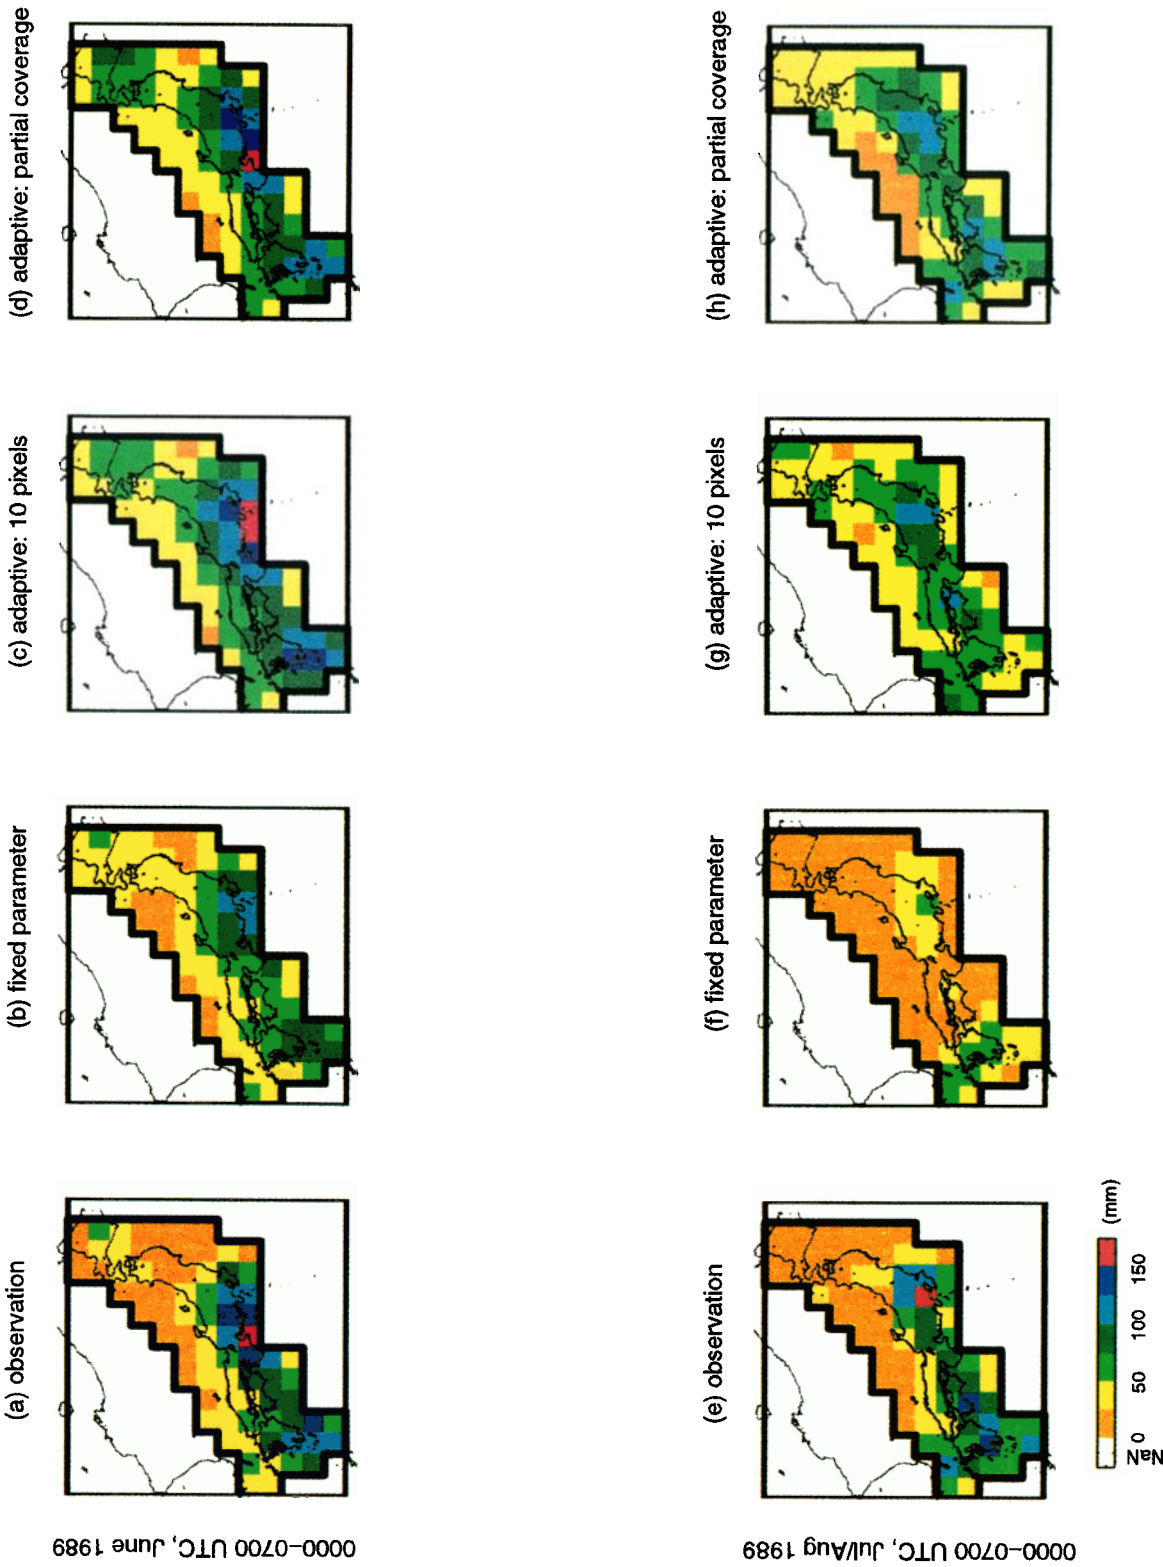 0000–0700 UTC, June 1989
(a) observation
(b) fixed parameter
(c) adaptive: 10 pixels
(d) adaptive: partial coverage
0000–0700 UTC, Jul/Aug 1989
(e) observation
(f) fixed parameter
(g) adaptive: 10 pixels
(h) adaptive: partial coverage
NaN 0 50 100 150 (mm)